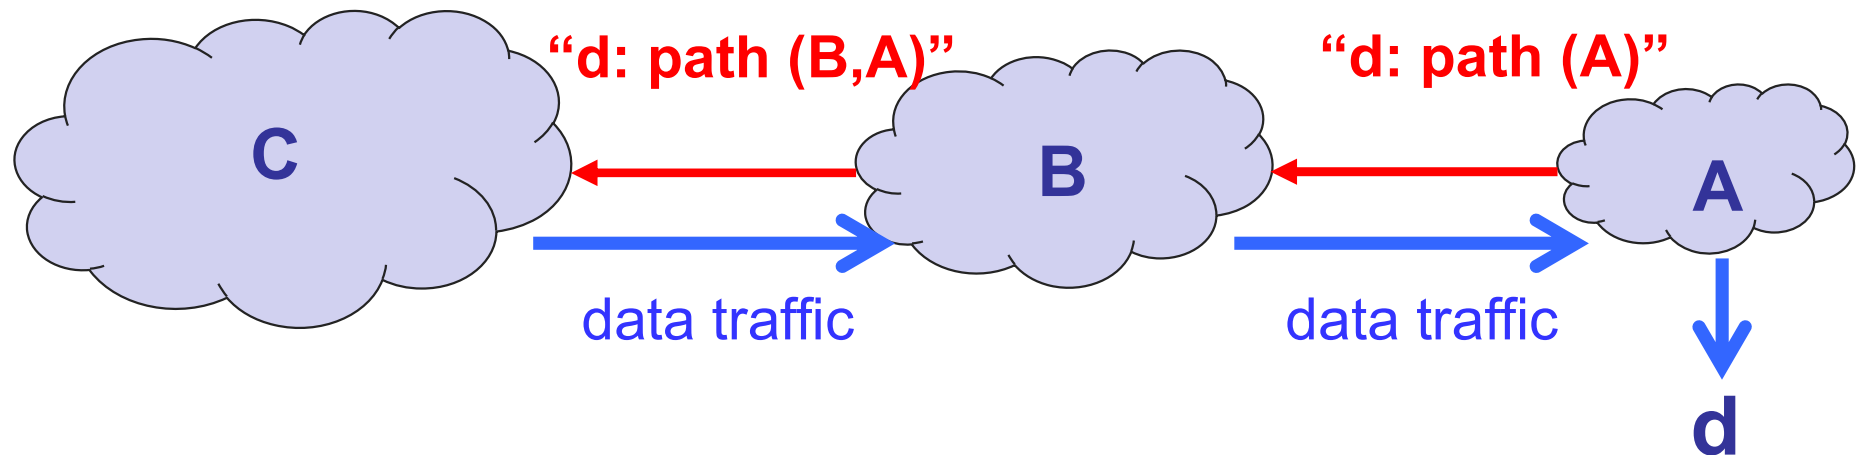 “d: path (B,A)”
“d: path (A)”
C
B
A
data traffic
data traffic
d